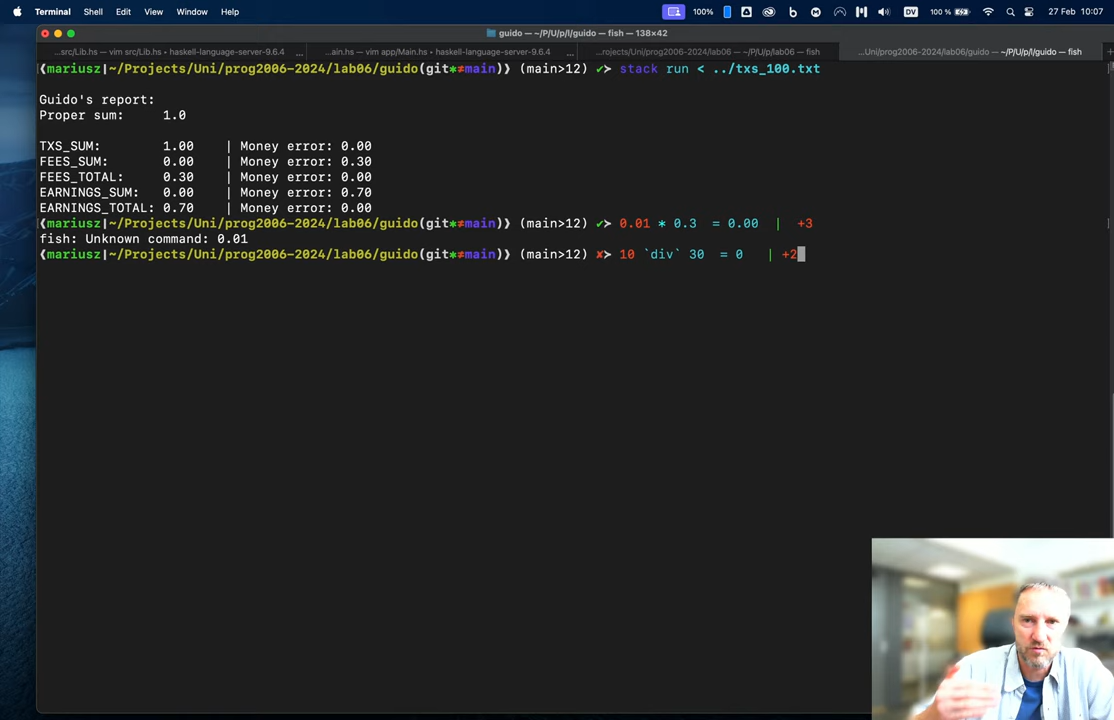 Terminal Shell Edit View Window Help 100% DV 100 % 27 Feb 10:07
guido — ~/P/U/p/l/guido — fish — 138×42
...src/Lib.hs — vim src/Lib.hs • haskell-language-server-9.6.4 ... ...ain.hs — vim app/Main.hs • haskell-language-server-9.6.4 ... ...rojects/Uni/prog2006-2024/lab06 — ~/P/U/p/lab06 — fish ...Uni/prog2006-2024/lab06/guido — ~/P/U/p/l/guido — fish +
❨mariusz|~/Projects/Uni/prog2006-2024/lab06/guido(git*≠main)❩ (main>12) ✔➤ stack run < ../txs_100.txt
Guido's report:
Proper sum: 1.0
TXS_SUM: 1.00 | Money error: 0.00
FEES_SUM: 0.00 | Money error: 0.30
FEES_TOTAL: 0.30 | Money error: 0.00
EARNINGS_SUM: 0.00 | Money error: 0.70
EARNINGS_TOTAL: 0.70 | Money error: 0.00
❨mariusz|~/Projects/Uni/prog2006-2024/lab06/guido(git*≠main)❩ (main>12) ✔➤ 0.01 * 0.3 = 0.00 | +3
fish: Unknown command: 0.01
❨mariusz|~/Projects/Uni/prog2006-2024/lab06/guido(git*≠main)❩ (main>12) ✘➤ 10 `div` 30 = 0 | +2